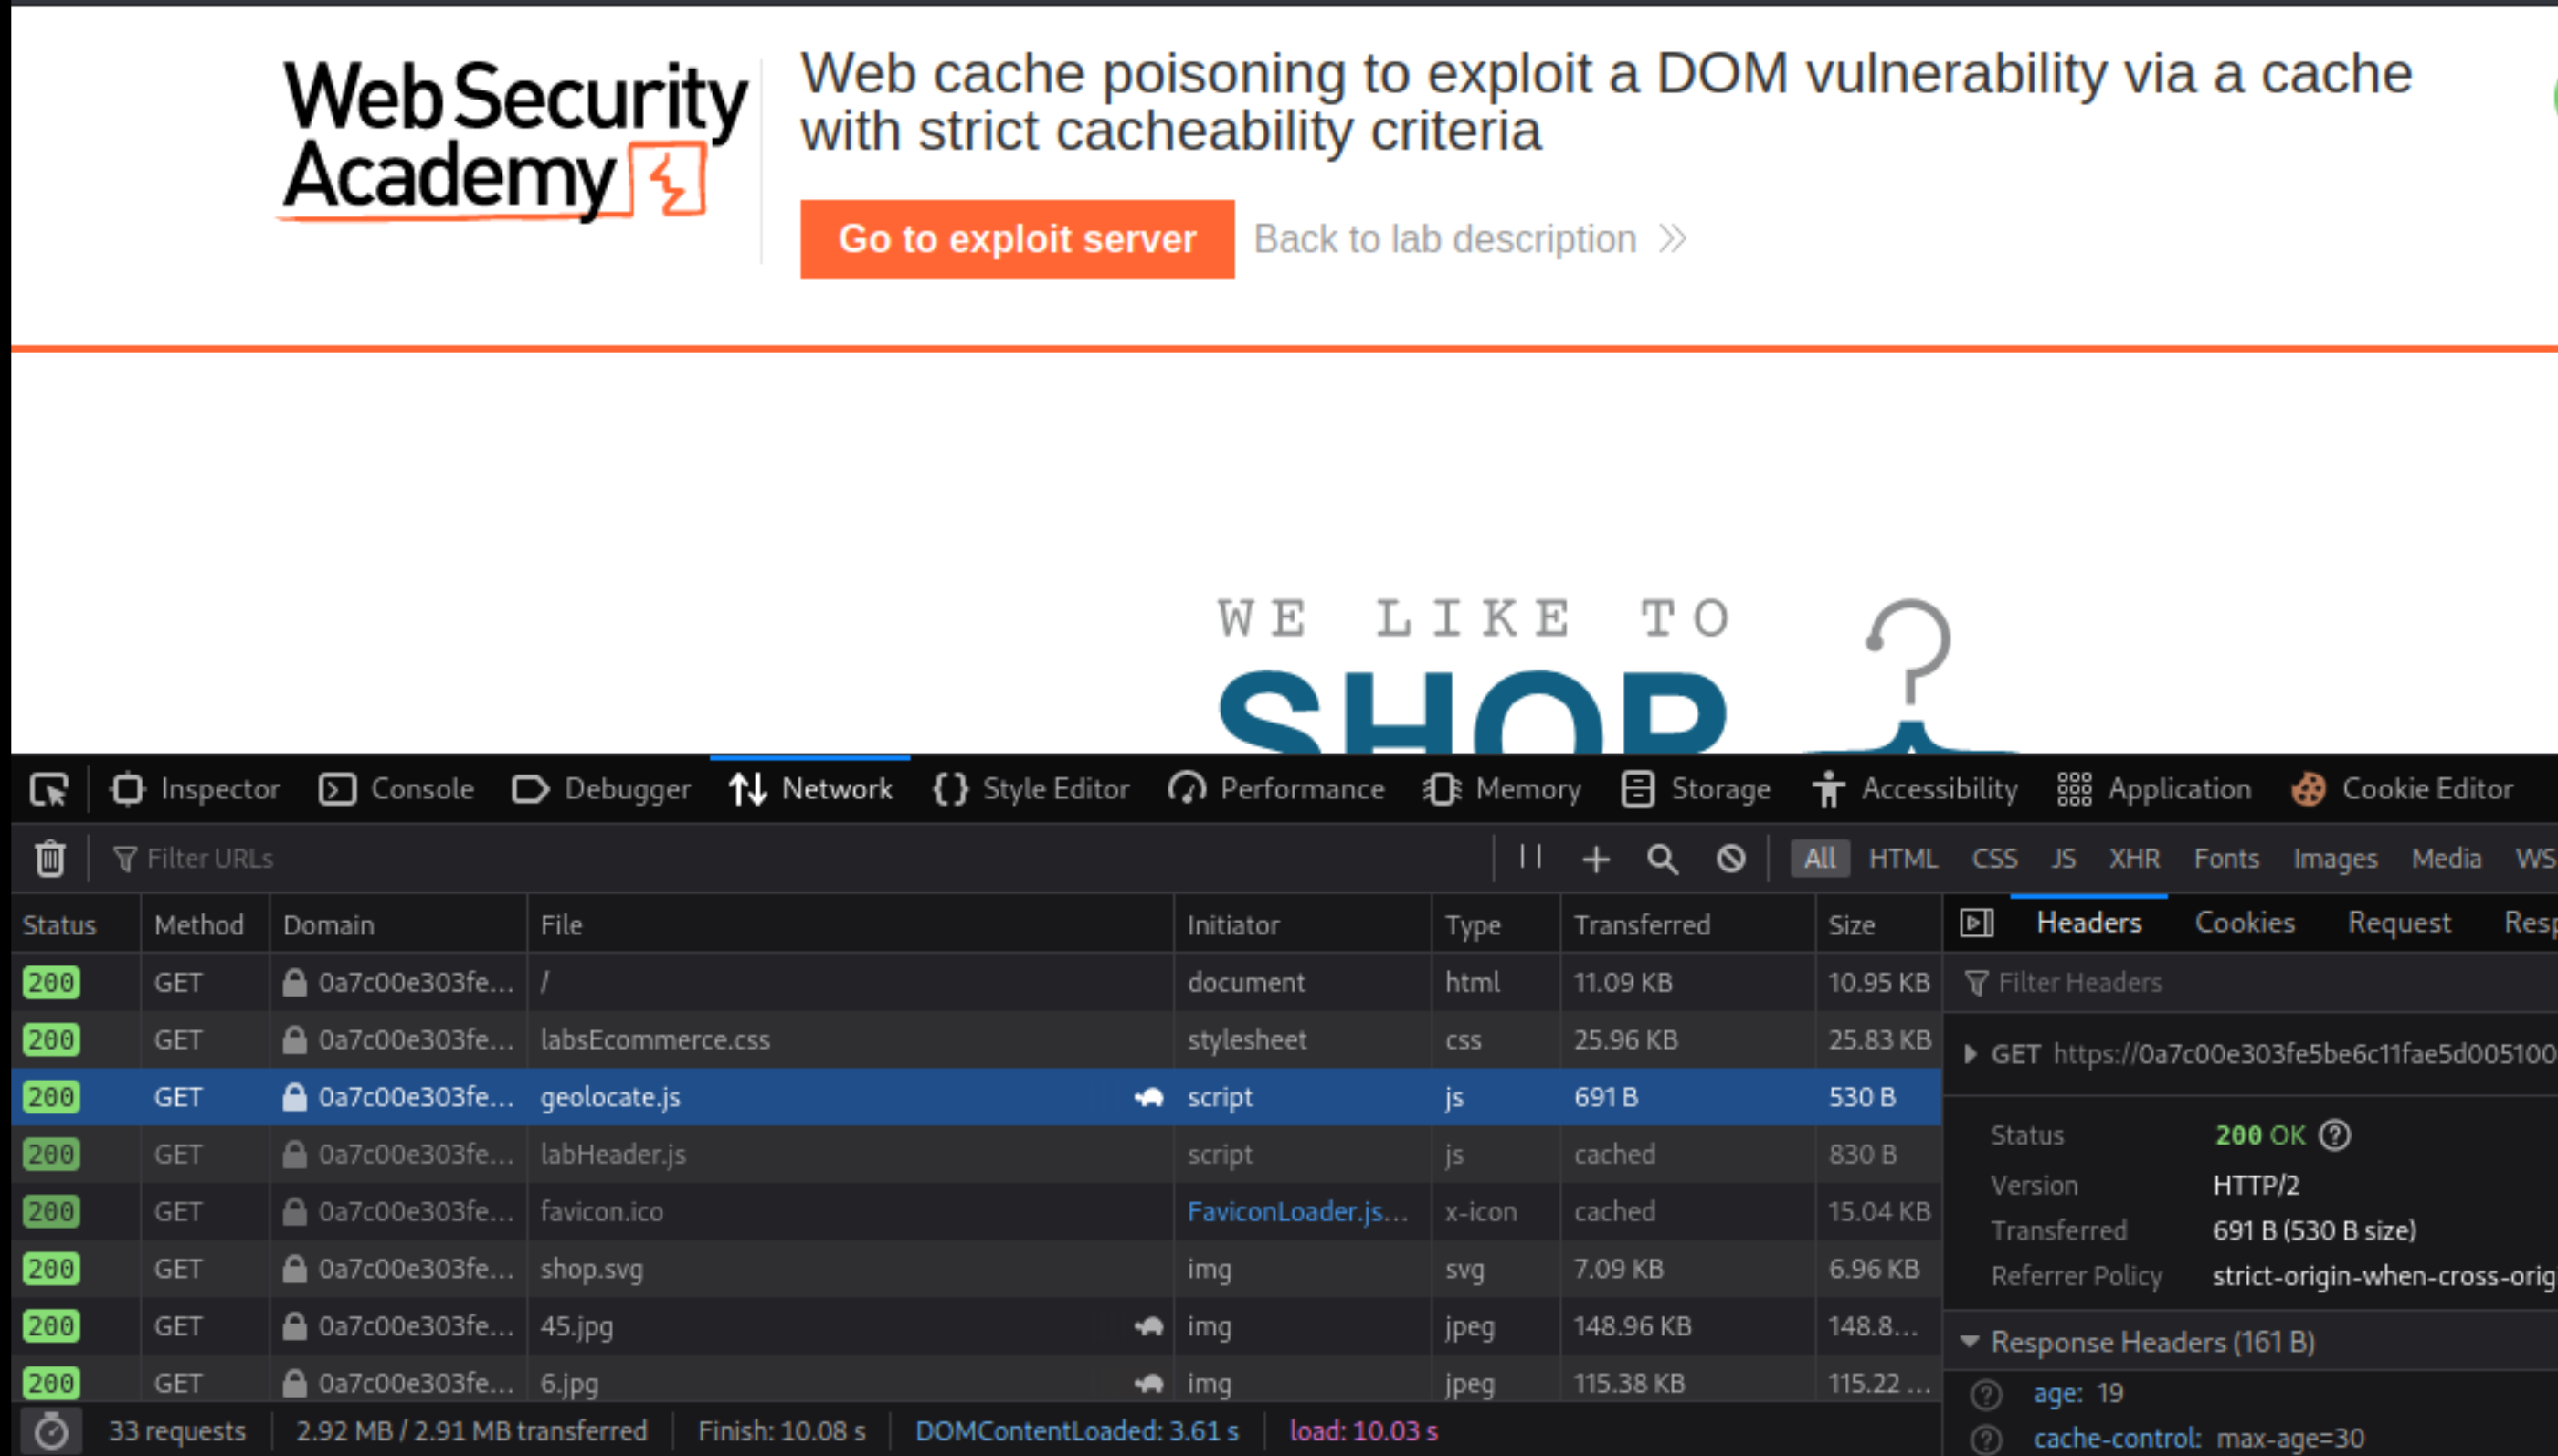 Web Security
Academy
Web cache poisoning to exploit a DOM vulnerability via a cache
with strict cacheability criteria
Go to exploit server Back to lab description
WE LIKE TO
SHOP
Inspector Console Debugger Network Style Editor Performance Memory Storage Accessibility Application Cookie Editor
Filter URLs All HTML CSS JS XHR Fonts Images Media WS
Status Method Domain File Initiator Type Transferred Size
200 GET 0a7c00e303fe... / document html 11.09 KB 10.95 KB
200 GET 0a7c00e303fe... labsEcommerce.css stylesheet css 25.96 KB 25.83 KB
200 GET 0a7c00e303fe... geolocate.js script js 691 B 530 B
200 GET 0a7c00e303fe... labHeader.js script js cached 830 B
200 GET 0a7c00e303fe... favicon.ico FaviconLoader.js... x-icon cached 15.04 KB
200 GET 0a7c00e303fe... shop.svg img svg 7.09 KB 6.96 KB
200 GET 0a7c00e303fe... 45.jpg img jpeg 148.96 KB 148.8...
200 GET 0a7c00e303fe... 6.jpg img jpeg 115.38 KB 115.22 ...
33 requests 2.92 MB / 2.91 MB transferred Finish: 10.08 s DOMContentLoaded: 3.61 s load: 10.03 s
Headers Cookies Request Resp
Filter Headers
GET https://0a7c00e303fe5be6c11fae5d005100
Status 200 OK
Version HTTP/2
Transferred 691 B (530 B size)
Referrer Policy strict-origin-when-cross-orig
Response Headers (161 B)
age: 19
cache-control: max-age=30